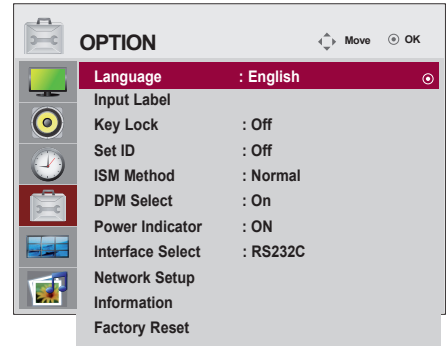 OPTION Move OK
Language : English
Input Label
Key Lock : Off
Set ID : Off
ISM Method : Normal
DPM Select : On
Power Indicator : ON
Interface Select : RS232C
Network Setup
Information
Factory Reset